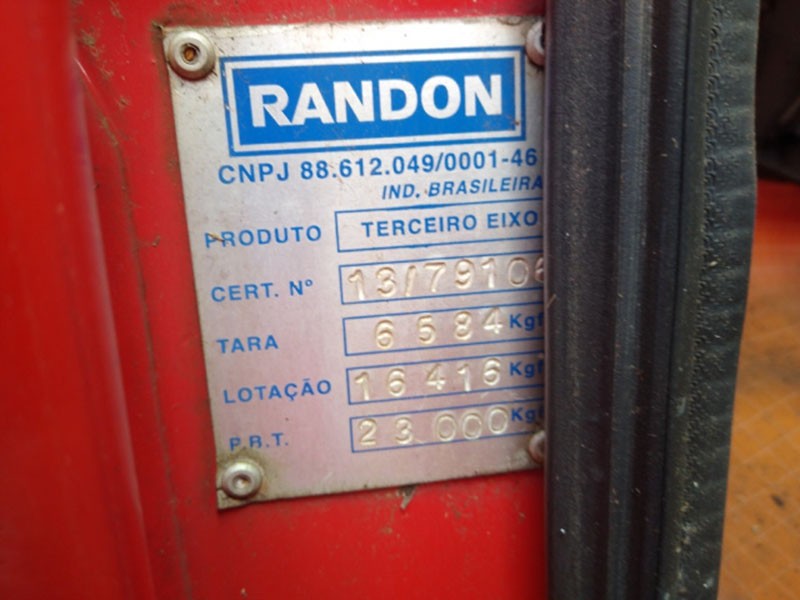 RANDON
CNPJ 88.612.049/0001-46
IND. BRASILEIRA
PRODUTO TERCEIRO EIXO
CERT. Nº 13/79106
TARA 6584 Kgf
LOTAÇÃO 16416 Kgf
P.B.T. 23000 Kgf